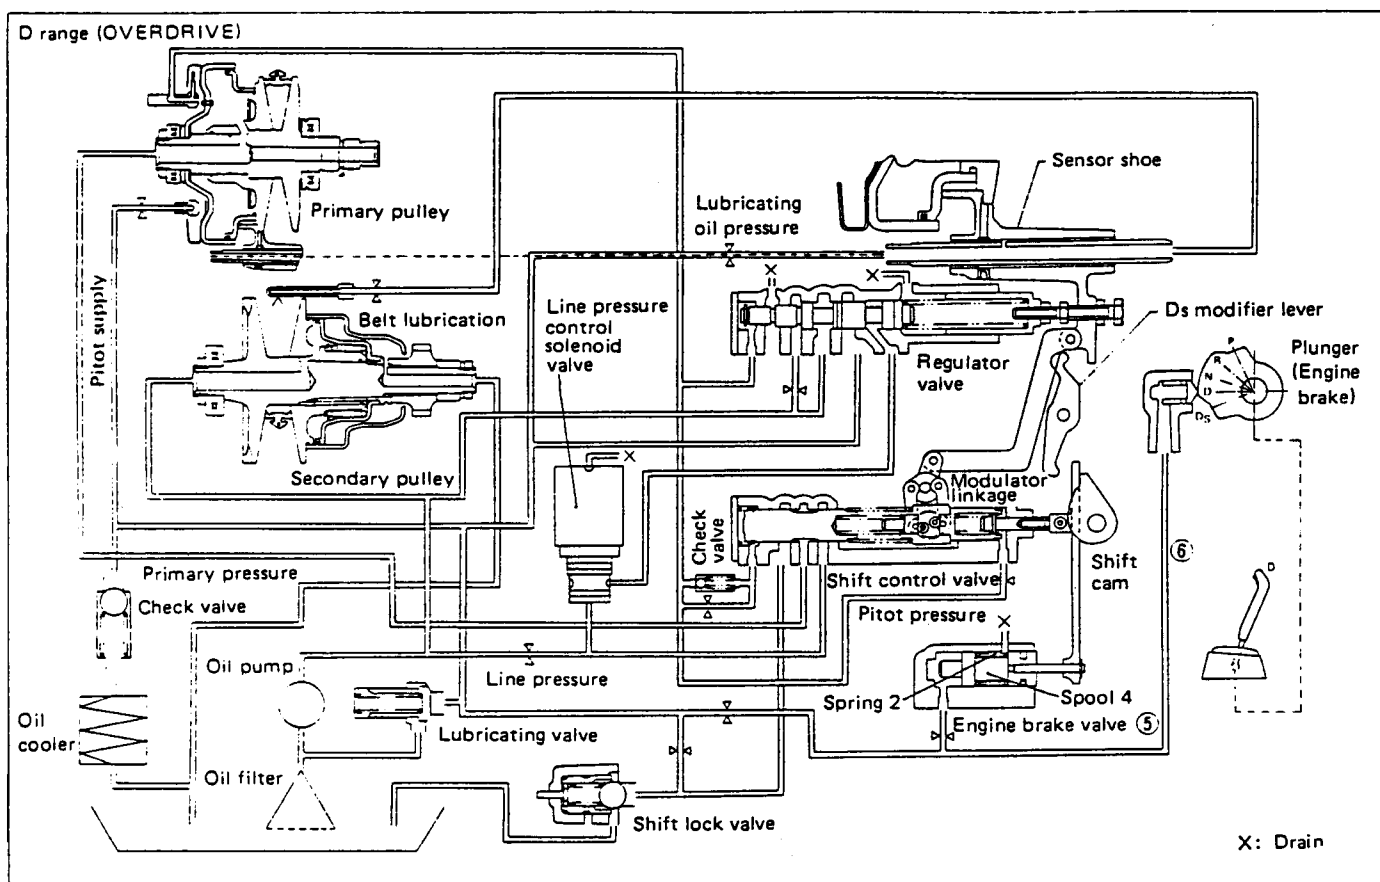 D range (OVERDRIVE)
Sensor shoe
Primary pulley
Lubricating
oil pressure
X
X
Pitot supply
Belt lubrication
Line pressure
control
solenoid
valve
Ds modifier lever
Regulator
valve
P
R
N
D
Ds
Plunger
(Engine
brake)
Secondary pulley
X
Modulator
linkage
Check
valve
Shift
cam
6
D
Primary pressure
Shift control valve
Check valve
Pitot pressure
X
Oil pump
Line pressure
Spring 2
Spool 4
Oil
cooler
Lubricating valve
Engine brake valve 5
Oil filter
Shift lock valve
X: Drain